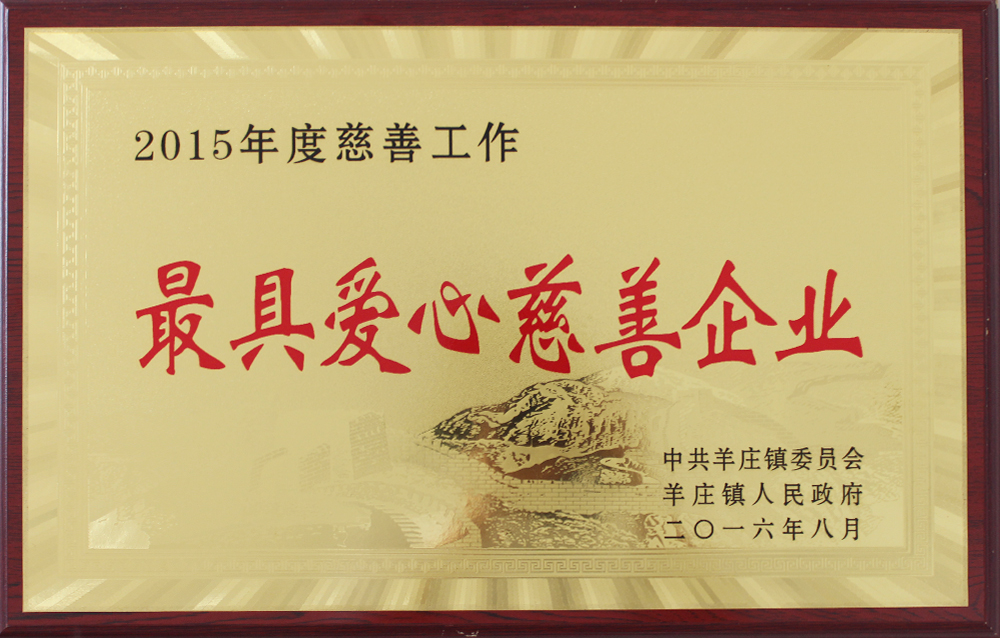 2015年度慈善工作
最具爱心慈善企业
中共羊庄镇委员会
羊庄镇人民政府
二〇一六年八月